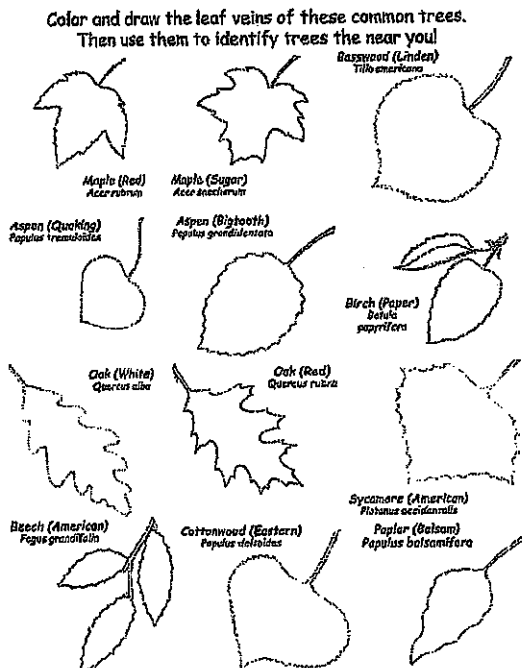 Color and draw the leaf veins of these common trees.
Then use them to identify trees the near you!
Basswood (Linden)
Tilia americana
Maple (Red)
Acer rubrum
Maple (Sugar)
Acer saccharum
Aspen (Quaking)
Populus tremuloides
Aspen (Bigtooth)
Populus grandidentata
Birch (Paper)
Betula
papyrifera
Oak (White)
Quercus alba
Oak (Red)
Quercus rubra
Sycamore (American)
Platanus occidentalis
Beech (American)
Fagus grandifolia
Cottonwood (Eastern)
Populus deltoides
Poplar (Balsam)
Populus balsamifera